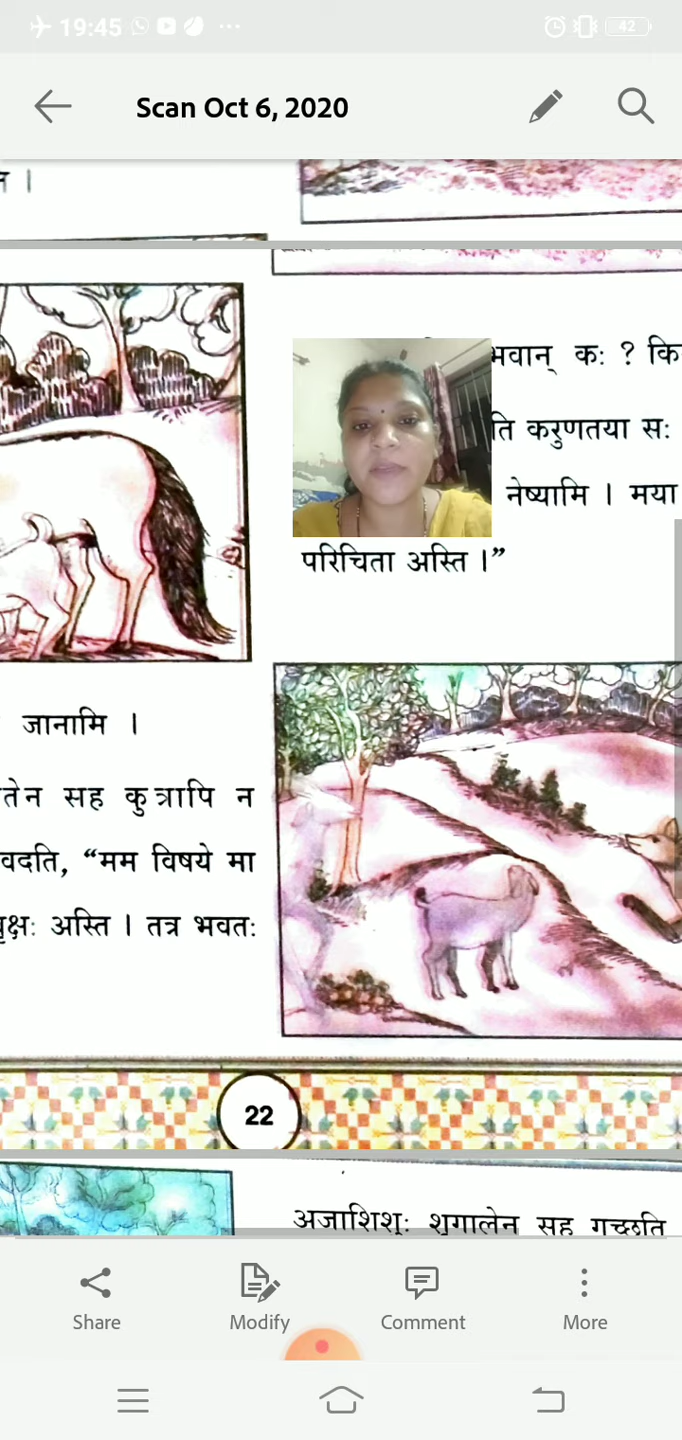 19:45
42
Scan Oct 6, 2020
न ।
भवान् कः ? कि
ति करुणतया सः
नेष्यामि । मया
परिचिता अस्ति ।”
जानामि ।
तेन सह कुत्रापि न
वदति, “मम विषये मा
वृक्षः अस्ति । तत्र भवतः
22
अजाशिशुः शृगालेन सह गच्छति
Share
Modify
Comment
More